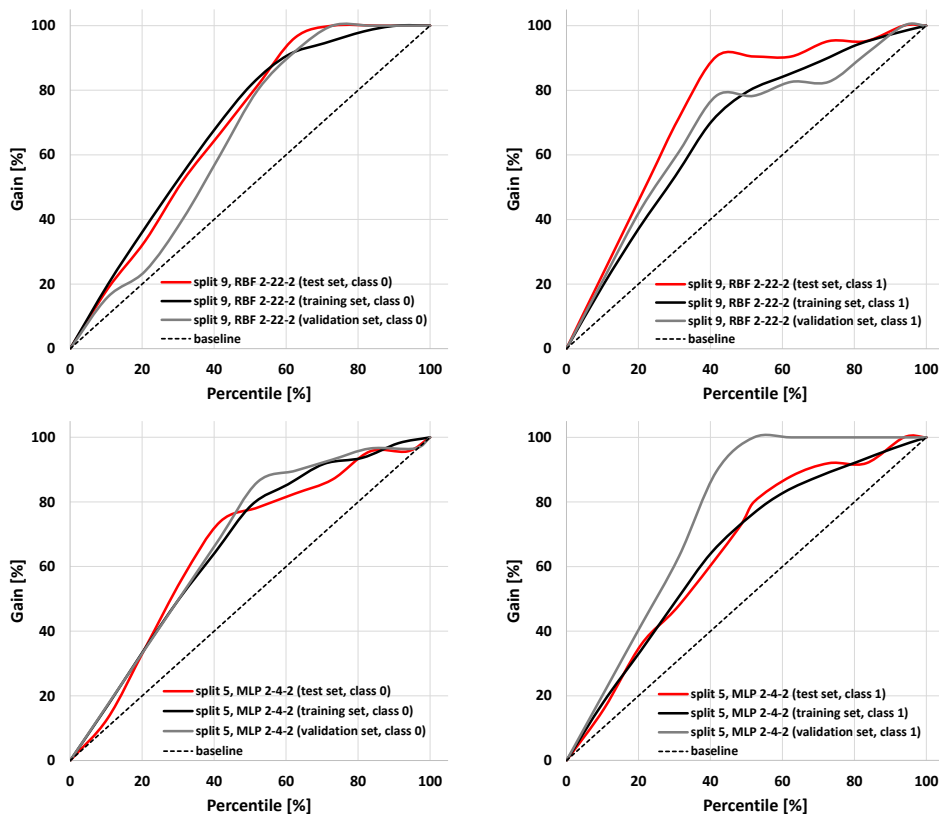 100
80
60
40
20
0
Gain [%]
split 9, RBF 2-22-2 (test set, class 0)
split 9, RBF 2-22-2 (training set, class 0)
split 9, RBF 2-22-2 (validation set, class 0)
baseline
0 20 40 60 80 100
Percentile [%]
100
80
60
40
20
0
Gain [%]
split 9, RBF 2-22-2 (test set, class 1)
split 9, RBF 2-22-2 (training set, class 1)
split 9, RBF 2-22-2 (validation set, class 1)
baseline
0 20 40 60 80 100
Percentile [%]
100
80
60
40
20
0
Gain [%]
split 5, MLP 2-4-2 (test set, class 0)
split 5, MLP 2-4-2 (training set, class 0)
split 5, MLP 2-4-2 (validation set, class 0)
baseline
0 20 40 60 80 100
Percentile [%]
100
80
60
40
20
0
Gain [%]
split 5, MLP 2-4-2 (test set, class 1)
split 5, MLP 2-4-2 (training set, class 1)
split 5, MLP 2-4-2 (validation set, class 1)
baseline
0 20 40 60 80 100
Percentile [%]